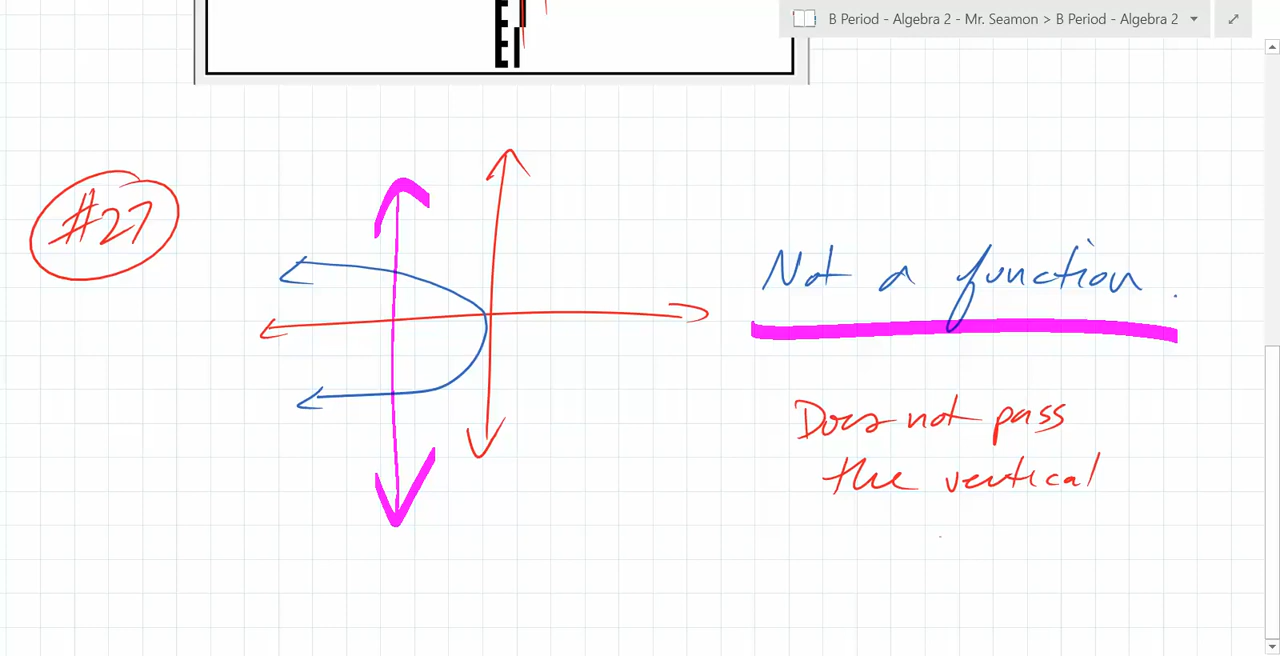 B Period - Algebra 2 - Mr. Seamon > B Period - Algebra 2
#27
Not a function.
Does not pass
the vertical